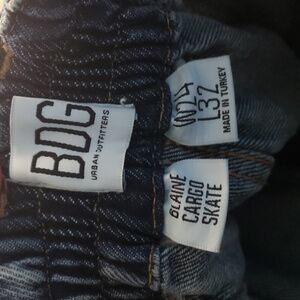 BDG
URBAN OUTFITTERS
W24
L32
MADE IN TURKEY
BLAINE
CARGO
SKATE